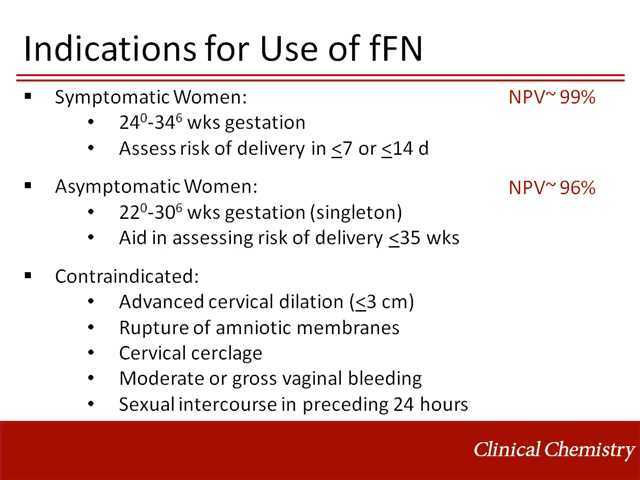 Indications for Use of fFN
▪ Symptomatic Women: NPV~ 99%
• 24⁰-34⁶ wks gestation
• Assess risk of delivery in ≤7 or ≤14 d
▪ Asymptomatic Women: NPV~ 96%
• 22⁰-30⁶ wks gestation (singleton)
• Aid in assessing risk of delivery ≤35 wks
▪ Contraindicated:
• Advanced cervical dilation (≤3 cm)
• Rupture of amniotic membranes
• Cervical cerclage
• Moderate or gross vaginal bleeding
• Sexual intercourse in preceding 24 hours
Clinical Chemistry